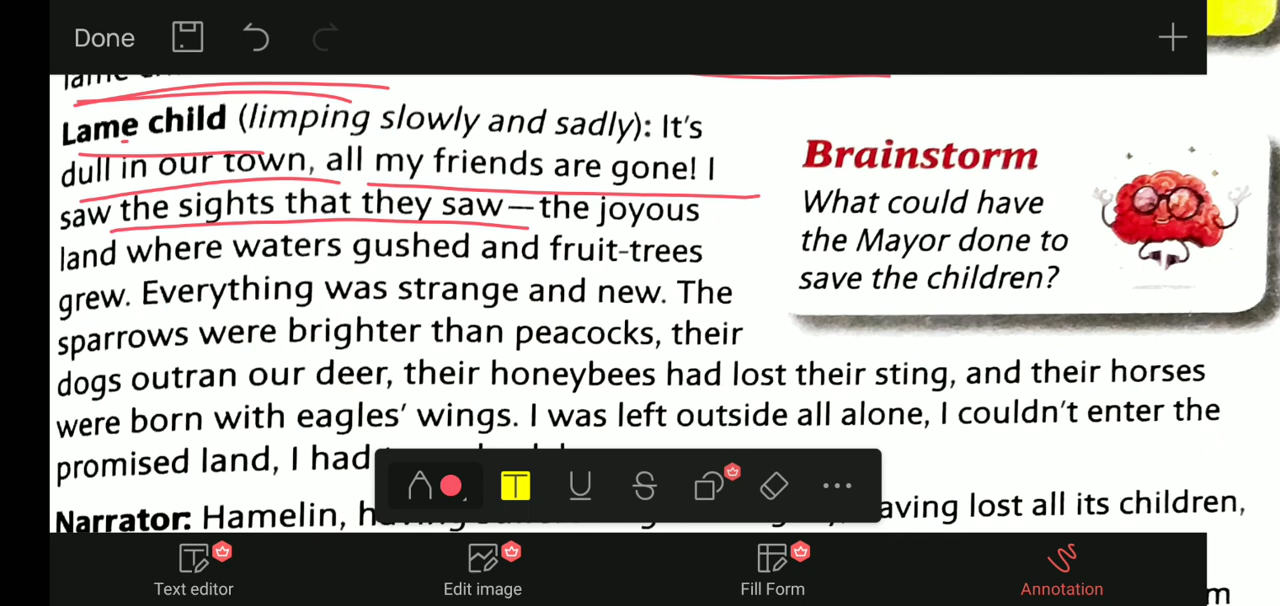 Done
Lame child (limping slowly and sadly): It's
dull in our town, all my friends are gone! I
saw the sights that they saw—the joyous
land where waters gushed and fruit-trees
grew. Everything was strange and new. The
sparrows were brighter than peacocks, their
dogs outran our deer, their honeybees had lost their sting, and their horses
were born with eagles' wings. I was left outside all alone, I couldn't enter the
promised land, I had
Narrator: Hamelin, having lost all its children,
Brainstorm
What could have
the Mayor done to
save the children?
Text editor
Edit image
Fill Form
Annotation